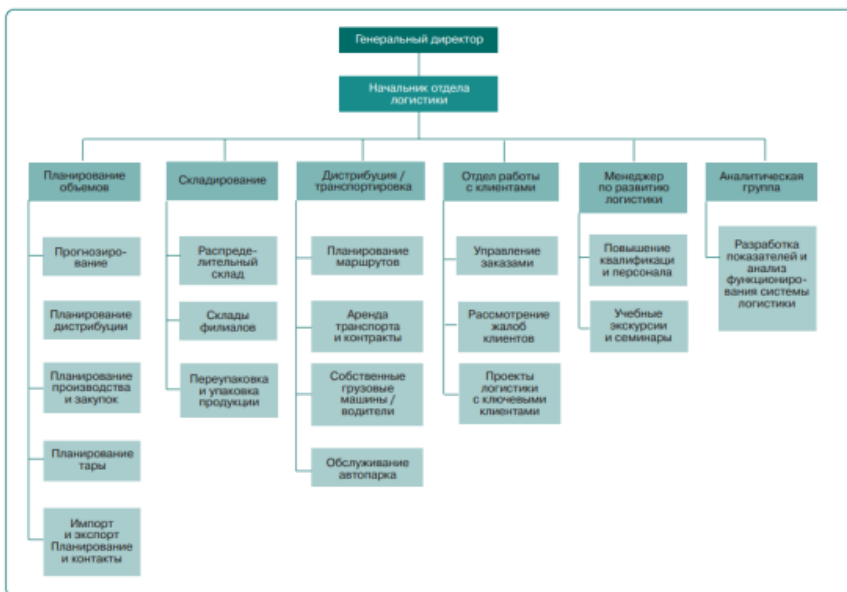 Генеральный директор
Начальник отдела
логистики
Планирование
объемов
Складирование
Дистрибуция /
транспортировка
Отдел работы
с клиентами
Менеджер
по развитию
логистики
Аналитическая
группа
Прогнозиро-
вание
Планирование
дистрибуции
Планирование
производства
и закупок
Планирование
тары
Импорт
и экспорт
Планирование
и контакты
Распреде-
лительный
склад
Склады
филиалов
Переупаковка
и упаковка
продукции
Планирование
маршрутов
Аренда
транспорта
и контракты
Собственные
грузовые
машины /
водители
Обслуживание
автопарка
Управление
заказами
Рассмотрение
жалоб
клиентов
Проекты
логистики
с ключевыми
клиентами
Повышение
квалификаци
и персонала
Учебные
экскурсии
и семинары
Разработка
показателей и
анализ
функциониро-
вания системы
логистики